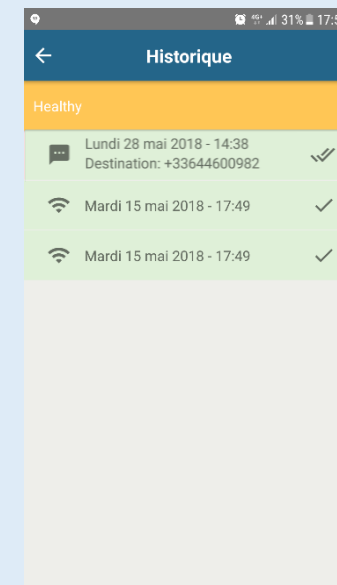 31% 17:5
Historique
Healthy
Lundi 28 mai 2018 - 14:38
Destination: +33644600982
Mardi 15 mai 2018 - 17:49
Mardi 15 mai 2018 - 17:49